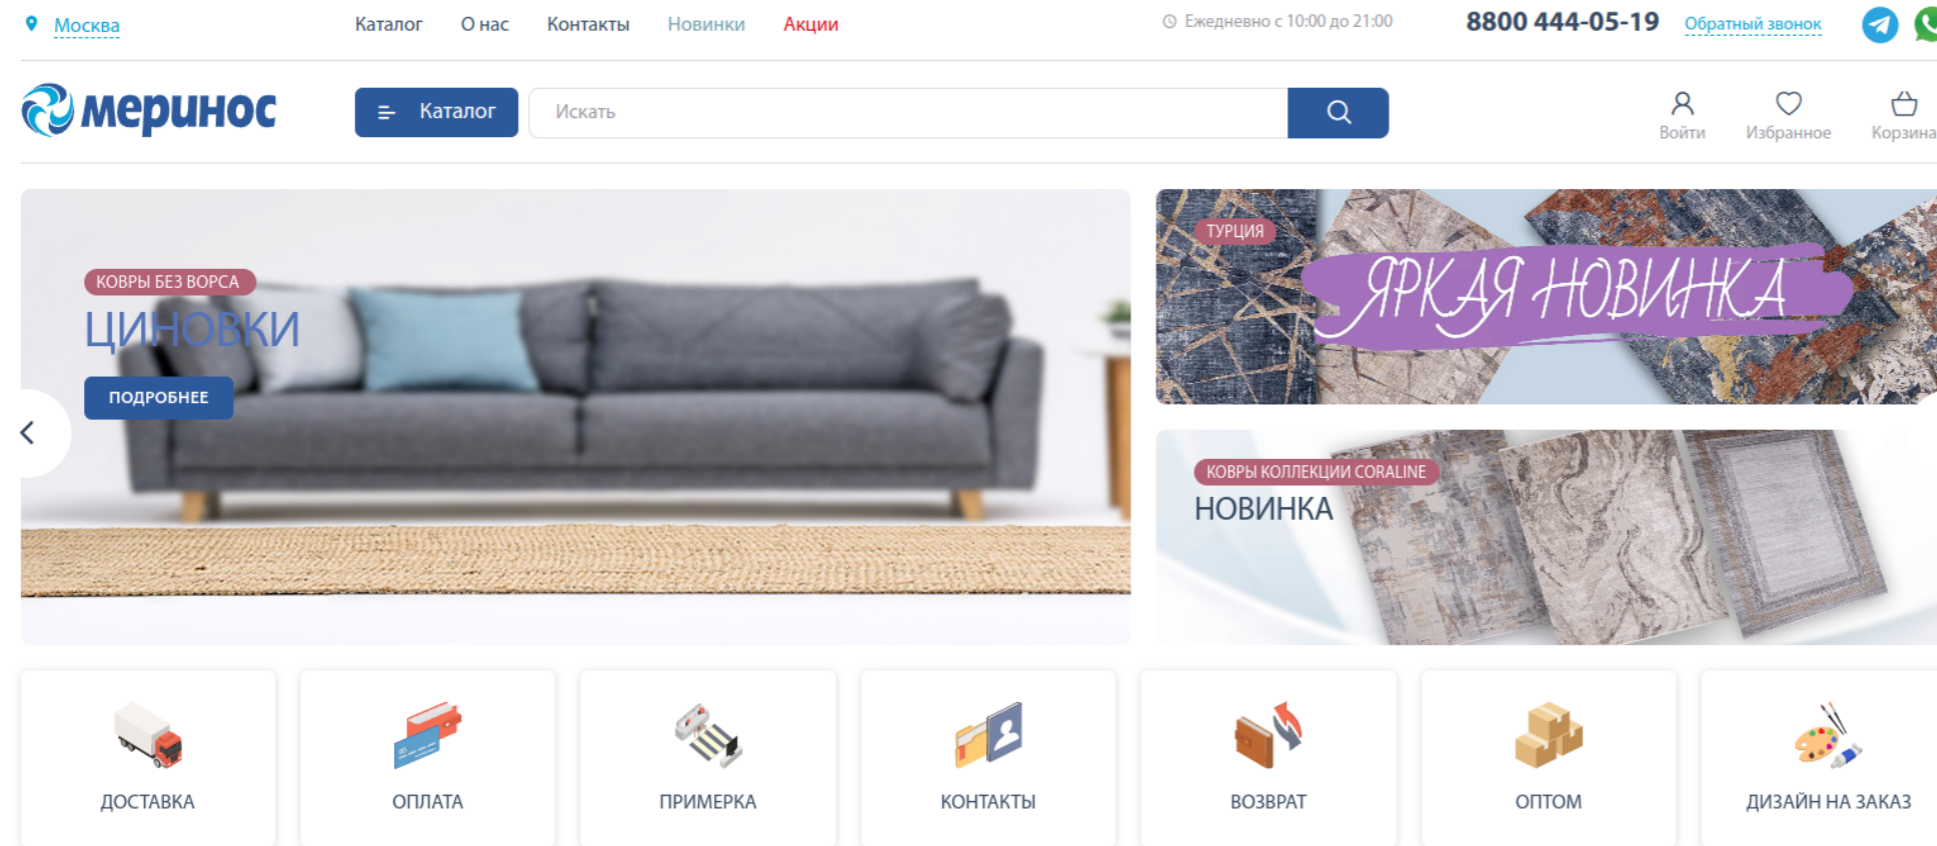 Москва
Каталог О нас Контакты Новинки Акции
Ежедневно с 10:00 до 21:00
8800 444-05-19
Обратный звонок
меринос
Каталог
Искать
Войти
Избранное
Корзина
КОВРЫ БЕЗ ВОРСА
ЦИНОВКИ
ПОДРОБНЕЕ
ТУРЦИЯ
ЯРКАЯ НОВИНКА
КОВРЫ КОЛЛЕКЦИИ CORALINE
НОВИНКА
ДОСТАВКА
ОПЛАТА
ПРИМЕРКА
КОНТАКТЫ
ВОЗВРАТ
ОПТОМ
ДИЗАЙН НА ЗАКАЗ